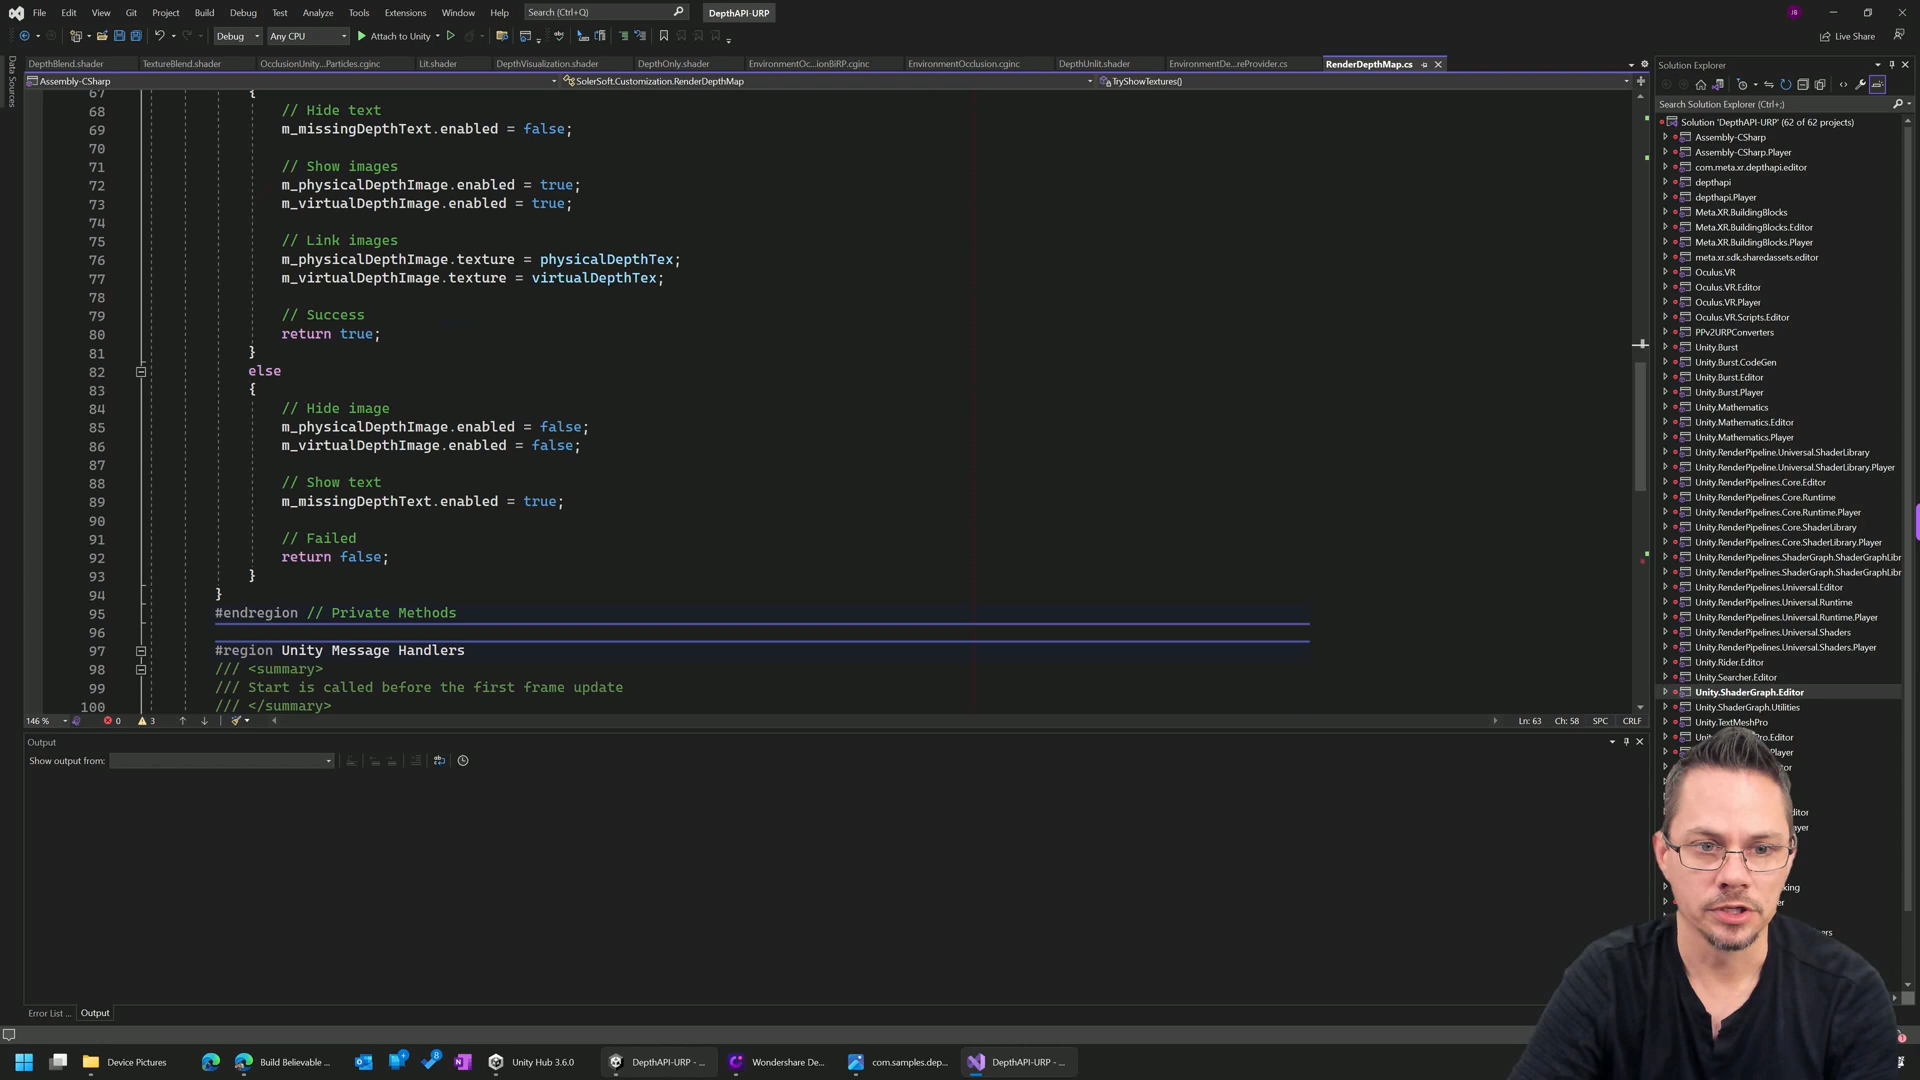 File Edit View Git Project Build Debug Test Analyze Tools Extensions Window Help Search (Ctrl+Q) DepthAPI-URP JB
Debug Any CPU Attach to Unity Live Share
DepthBlend.shader TextureBlend.shader OcclusionUnity...Particles.cginc Lit.shader DepthVisualization.shader DepthOnly.shader EnvironmentOc...ionBiRP.cginc EnvironmentOcclusion.cginc DepthUnlit.shader EnvironmentDe...reProvider.cs RenderDepthMap.cs
Assembly-CSharp SolerSoft.Customization.RenderDepthMap TryShowTextures()
Data Sources
67 {
68 // Hide text
69 m_missingDepthText.enabled = false;
70
71 // Show images
72 m_physicalDepthImage.enabled = true;
73 m_virtualDepthImage.enabled = true;
74
75 // Link images
76 m_physicalDepthImage.texture = physicalDepthTex;
77 m_virtualDepthImage.texture = virtualDepthTex;
78
79 // Success
80 return true;
81 }
82 else
83 {
84 // Hide image
85 m_physicalDepthImage.enabled = false;
86 m_virtualDepthImage.enabled = false;
87
88 // Show text
89 m_missingDepthText.enabled = true;
90
91 // Failed
92 return false;
93 }
94 }
95 #endregion // Private Methods
96
97 #region Unity Message Handlers
98 /// <summary>
99 /// Start is called before the first frame update
100 /// </summary>
146 % 0 3 Ln: 63 Ch: 58 SPC CRLF
Output
Show output from:
Error List ... Output
Solution Explorer
Search Solution Explorer (Ctrl+;)
Solution 'DepthAPI-URP' (62 of 62 projects)
Assembly-CSharp
Assembly-CSharp.Player
com.meta.xr.depthapi.editor
depthapi
depthapi.Player
Meta.XR.BuildingBlocks
Meta.XR.BuildingBlocks.Editor
Meta.XR.BuildingBlocks.Player
meta.xr.sdk.sharedassets.editor
Oculus.VR
Oculus.VR.Editor
Oculus.VR.Player
Oculus.VR.Scripts.Editor
PPv2URPConverters
Unity.Burst
Unity.Burst.CodeGen
Unity.Burst.Editor
Unity.Burst.Player
Unity.Mathematics
Unity.Mathematics.Editor
Unity.Mathematics.Player
Unity.RenderPipeline.Universal.ShaderLibrary
Unity.RenderPipeline.Universal.ShaderLibrary.Player
Unity.RenderPipelines.Core.Editor
Unity.RenderPipelines.Core.Runtime
Unity.RenderPipelines.Core.Runtime.Player
Unity.RenderPipelines.Core.ShaderLibrary
Unity.RenderPipelines.Core.ShaderLibrary.Player
Unity.RenderPipelines.ShaderGraph.ShaderGraphLibr
Unity.RenderPipelines.ShaderGraph.ShaderGraphLibr
Unity.RenderPipelines.Universal.Editor
Unity.RenderPipelines.Universal.Runtime
Unity.RenderPipelines.Universal.Runtime.Player
Unity.RenderPipelines.Universal.Shaders
Unity.RenderPipelines.Universal.Shaders.Player
Unity.Rider.Editor
Unity.Searcher.Editor
Unity.ShaderGraph.Editor
Unity.ShaderGraph.Utilities
Unity.TextMeshPro
Device Pictures Build Believable ... 8 Unity Hub 3.6.0 DepthAPI-URP - ... Wondershare De... com.samples.dep... DepthAPI-URP - ...